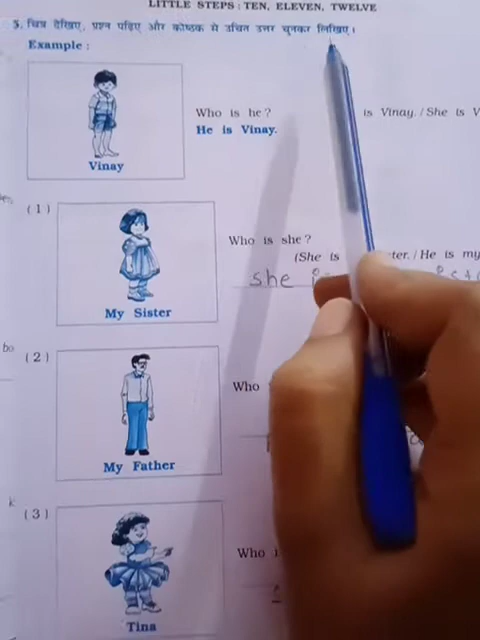 LITTLE STEPS : TEN, ELEVEN, TWELVE
5. चित्र देखिए, प्रश्न पढ़िए और कोष्ठक से उचित उत्तर चूनकर लिखिए।
Example :
Who is he? is Vinay. / She is V
He is Vinay.
Vinay
(1)
Who is she?
(She is ter. / He is my
she
My Sister
(2)
Who
My Father
(3)
Who
Tina